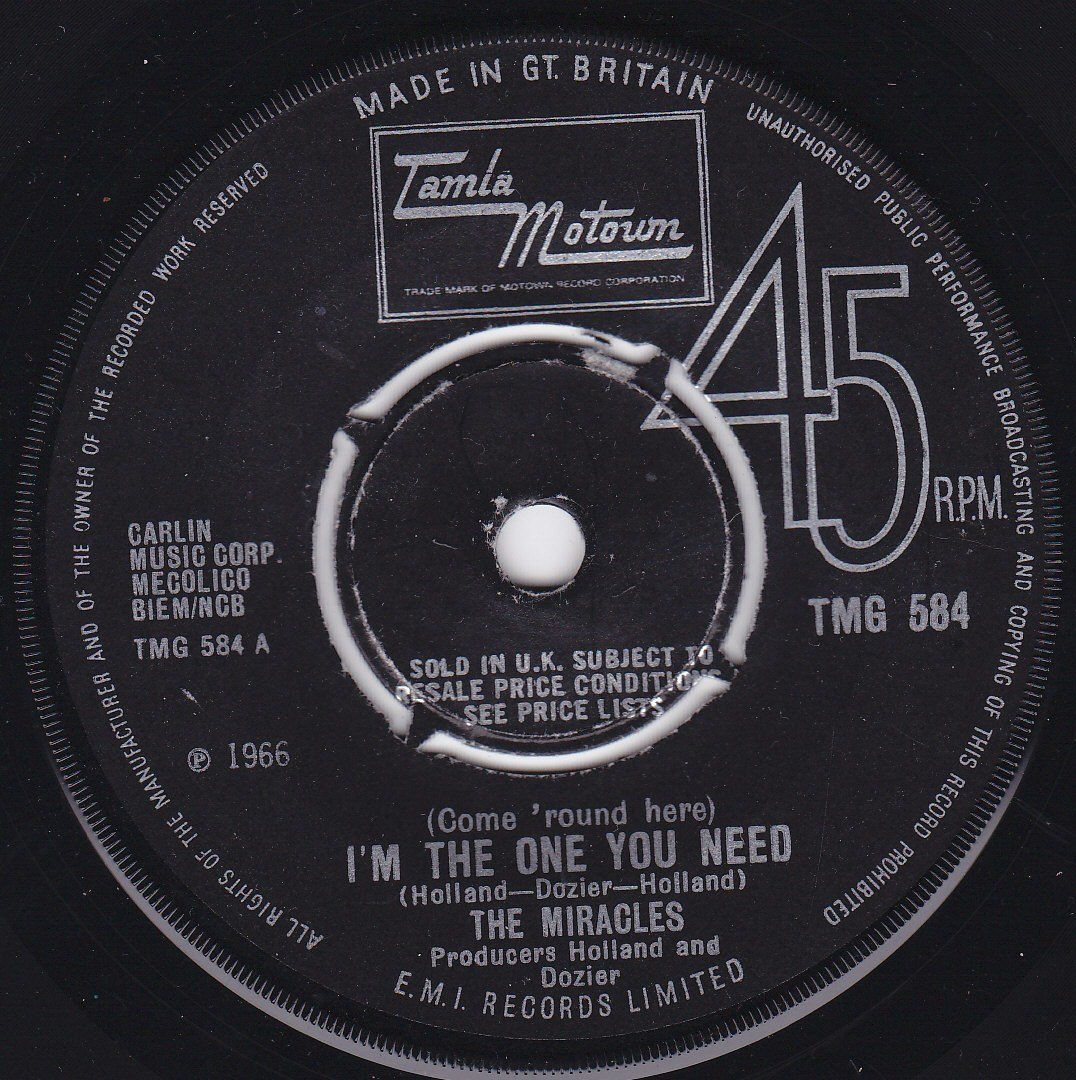 MADE IN GT. BRITAIN
Tamla
Motown
TRADE MARK OF MOTOWN RECORD CORPORATION
UNAUTHORISED PUBLIC PERFORMANCE BROADCASTING AND COPYING OF THIS RECORD PROHIBITED
ALL RIGHTS OF THE MANUFACTURER AND OF THE OWNER OF THE RECORDED WORK RESERVED
45
R.P.M.
CARLIN
MUSIC CORP.
MECOLICO
BIEM/NCB
TMG 584 A
TMG 584
SOLD IN U.K. SUBJECT TO
RESALE PRICE CONDITIONS
SEE PRICE LISTS
℗ 1966
(Come 'round here)
I'M THE ONE YOU NEED
(Holland—Dozier—Holland)
THE MIRACLES
Producers Holland and
Dozier
E.M.I. RECORDS LIMITED